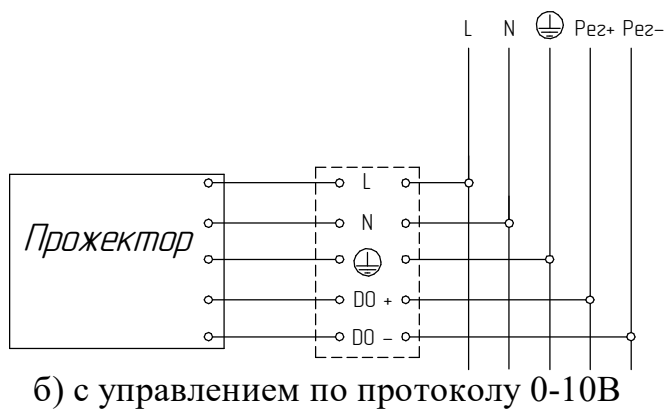 L N Рег+ Рег-
L
N
Прожектор
DO +
DO -
б) с управлением по протоколу 0-10В